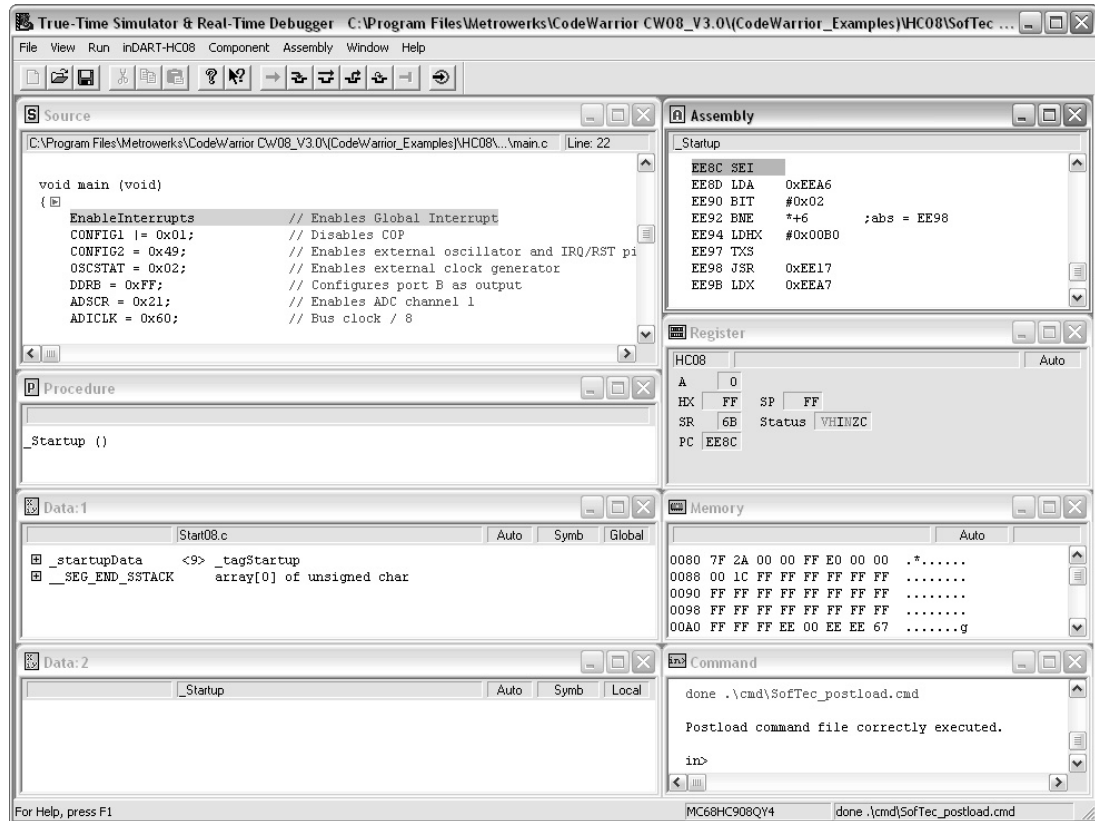 True-Time Simulator & Real-Time Debugger C:\Program Files\Metrowerks\CodeWarrior CW08_V3.0\(CodeWarrior_Examples)\HC08\SofTec ...
File View Run inDART-HC08 Component Assembly Window Help
S Source
C:\Program Files\Metrowerks\CodeWarrior CW08_V3.0\(CodeWarrior_Examples)\HC08\...\main.c Line: 22
void main (void)
{
EnableInterrupts // Enables Global Interrupt
CONFIG1 |= 0x01; // Disables COP
CONFIG2 = 0x49; // Enables external oscillator and IRQ/RST pi
OSCSTAT = 0x02; // Enables external clock generator
DDRB = 0xFF; // Configures port B as output
ADSCR = 0x21; // Enables ADC channel 1
ADICLK = 0x60; // Bus clock / 8
A Assembly
_Startup
EE8C SEI
EE8D LDA 0xEEA6
EE90 BIT #0x02
EE92 BNE *+6 ;abs = EE98
EE94 LDHX #0x00B0
EE97 TXS
EE98 JSR 0xEE17
EE9B LDX 0xEEA7
Register
HC08 Auto
A 0
HX FF SP FF
SR 6B Status VHINZC
PC EE8C
P Procedure
_Startup ()
Data:1
Start08.c Auto Symb Global
_startupData <9> _tagStartup
__SEG_END_SSTACK array[0] of unsigned char
Memory
Auto
0080 7F 2A 00 00 FF E0 00 00 .*......
0088 00 1C FF FF FF FF FF FF ........
0090 FF FF FF FF FF FF FF FF ........
0098 FF FF FF FF FF FF FF FF ........
00A0 FF FF FF EE 00 EE EE 67 .......g
Data:2
_Startup Auto Symb Local
in> Command
done .\cmd\SofTec_postload.cmd
Postload command file correctly executed.
in>
For Help, press F1 MC68HC908QY4 done .\cmd\SofTec_postload.cmd